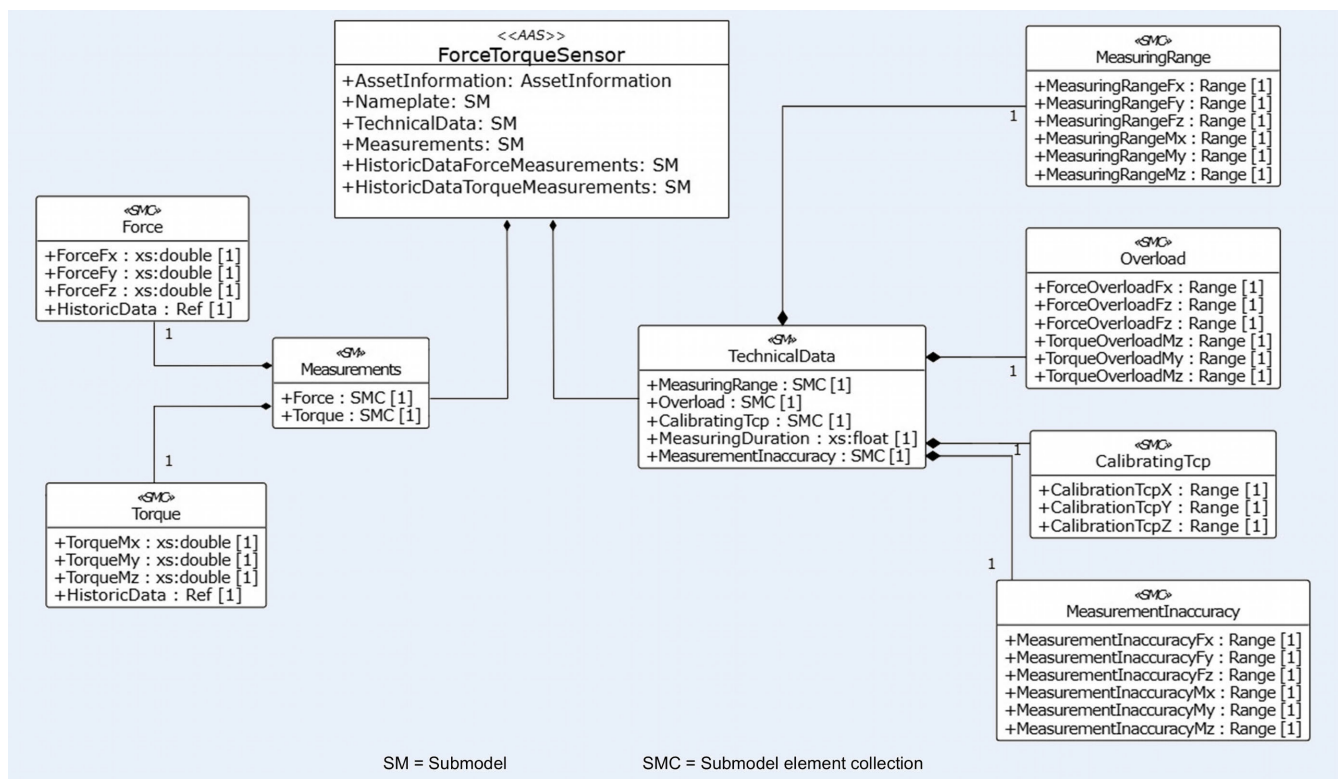 <<AAS>>
ForceTorqueSensor
+AssetInformation: AssetInformation
+Nameplate: SM
+TechnicalData: SM
+Measurements: SM
+HistoricDataForceMeasurements: SM
+HistoricDataTorqueMeasurements: SM
«SMC»
MeasuringRange
+MeasuringRangeFx : Range [1]
+MeasuringRangeFy : Range [1]
+MeasuringRangeFz : Range [1]
+MeasuringRangeMx : Range [1]
+MeasuringRangeMy : Range [1]
+MeasuringRangeMz : Range [1]
1
«SMC»
Force
+ForceFx : xs:double [1]
+ForceFy : xs:double [1]
+ForceFz : xs:double [1]
+HistoricData : Ref [1]
1
«SMC»
Overload
+ForceOverloadFx : Range [1]
+ForceOverloadFz : Range [1]
+ForceOverloadFz : Range [1]
+TorqueOverloadMz : Range [1]
+TorqueOverloadMy : Range [1]
+TorqueOverloadMz : Range [1]
1
«SM»
Measurements
+Force : SMC [1]
+Torque : SMC [1]
«SM»
TechnicalData
+MeasuringRange : SMC [1]
+Overload : SMC [1]
+CalibratingTcp : SMC [1]
+MeasuringDuration : xs:float [1]
+MeasurementInaccuracy : SMC [1]
1
«SMC»
Torque
+TorqueMx : xs:double [1]
+TorqueMy : xs:double [1]
+TorqueMz : xs:double [1]
+HistoricData : Ref [1]
1
«SMC»
CalibratingTcp
+CalibrationTcpX : Range [1]
+CalibrationTcpY : Range [1]
+CalibrationTcpZ : Range [1]
1
«SMC»
MeasurementInaccuracy
+MeasurementInaccuracyFx : Range [1]
+MeasurementInaccuracyFy : Range [1]
+MeasurementInaccuracyFz : Range [1]
+MeasurementInaccuracyMx : Range [1]
+MeasurementInaccuracyMy : Range [1]
+MeasurementInaccuracyMz : Range [1]
SM = Submodel
SMC = Submodel element collection